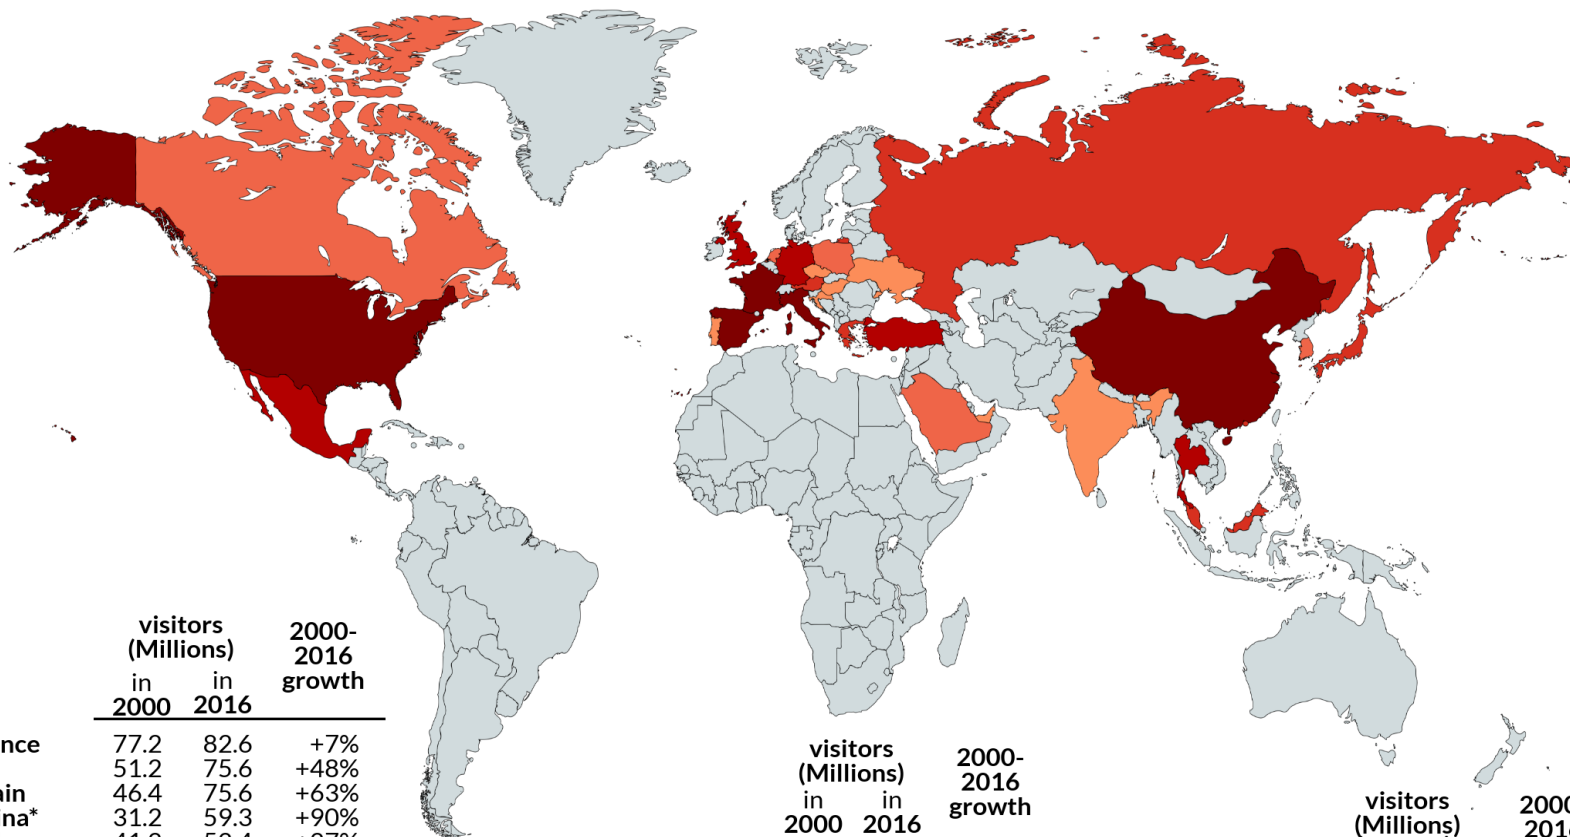 visitors
(Millions)
2000-
2016
growth
in
2000
in
2016
nce 77.2 82.6 +7%
51.2 75.6 +48%
ain 46.4 75.6 +63%
ina* 31.2 59.3 +90%
visitors
(Millions)
2000-
2016
growth
in
2000
in
2016
visitors
(Millions)